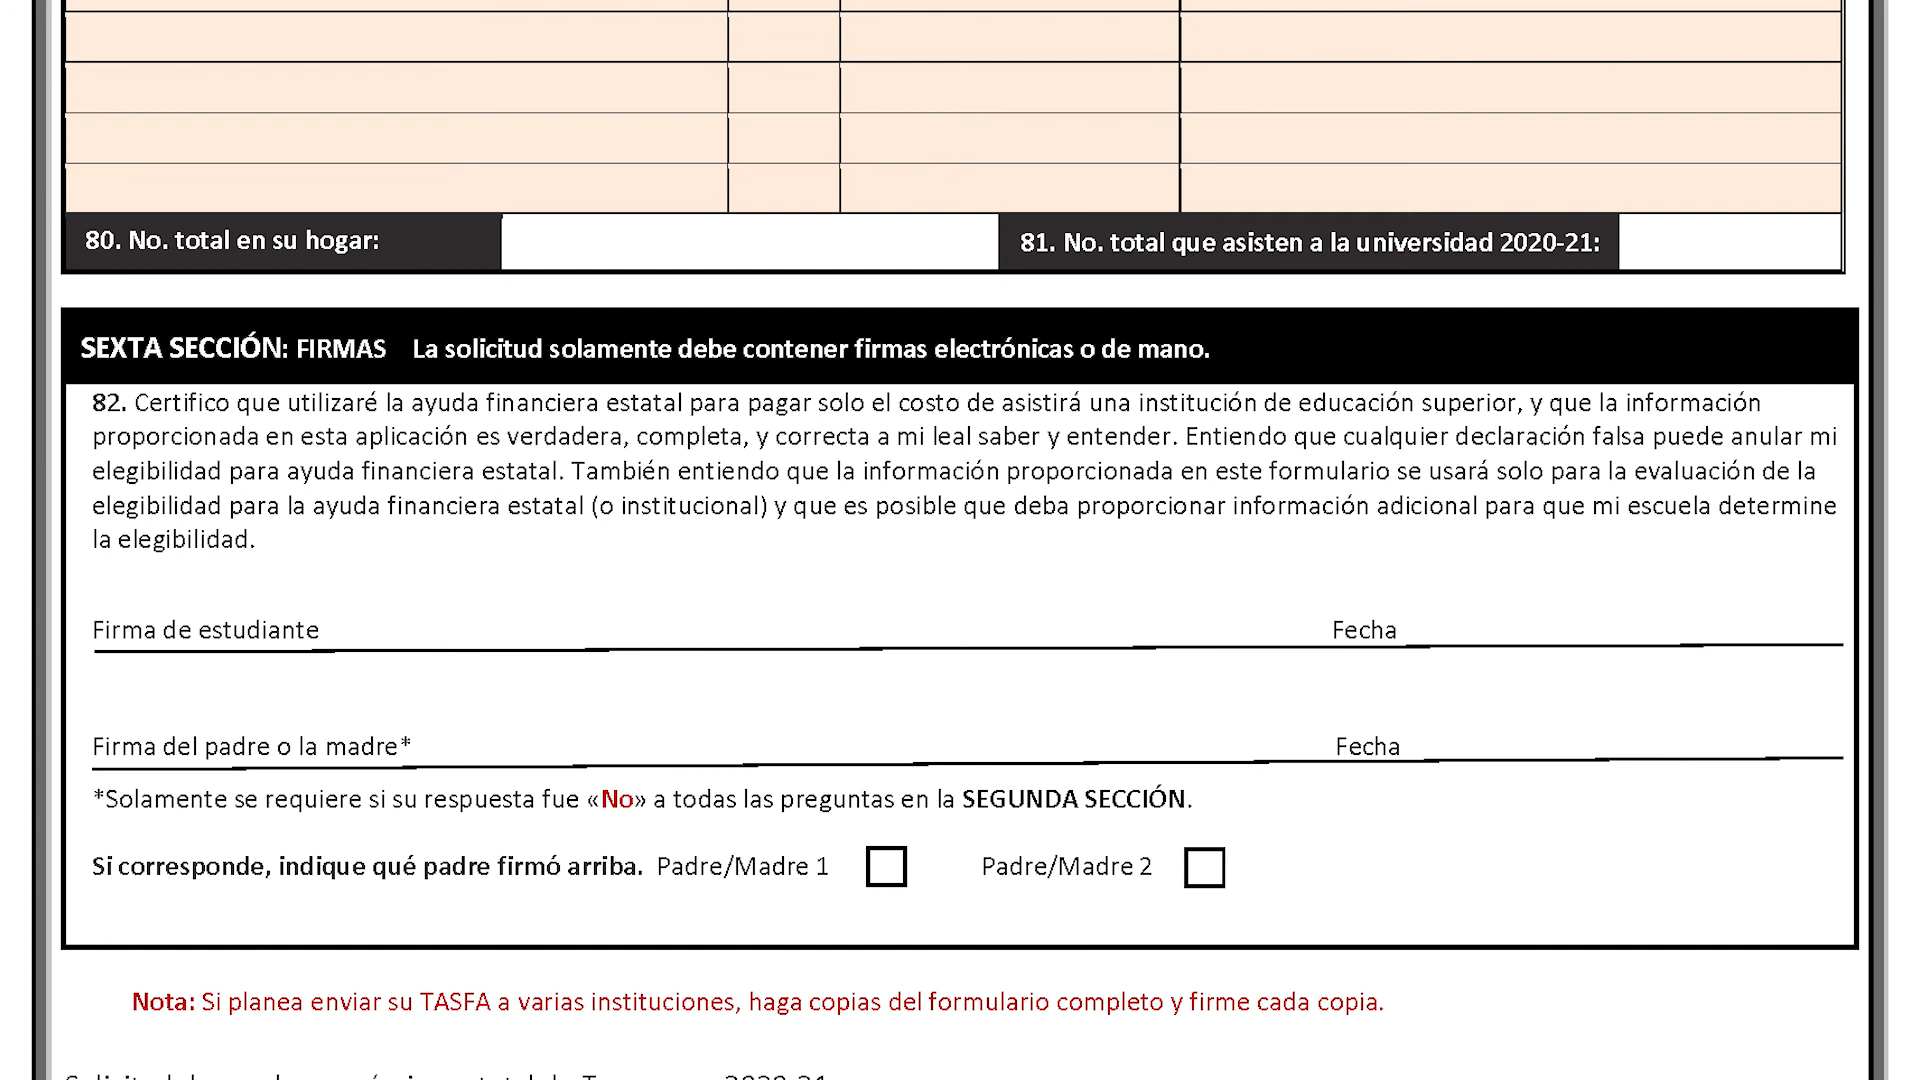 80. No. total en su hogar:
81. No. total que asisten a la universidad 2020-21:
SEXTA SECCIÓN: FIRMAS La solicitud solamente debe contener firmas electrónicas o de mano.
82. Certifico que utilizaré la ayuda financiera estatal para pagar solo el costo de asistirá una institución de educación superior, y que la información
proporcionada en esta aplicación es verdadera, completa, y correcta a mi leal saber y entender. Entiendo que cualquier declaración falsa puede anular mi
elegibilidad para ayuda financiera estatal. También entiendo que la información proporcionada en este formulario se usará solo para la evaluación de la
elegibilidad para la ayuda financiera estatal (o institucional) y que es posible que deba proporcionar información adicional para que mi escuela determine
la elegibilidad.
Firma de estudiante Fecha
Firma del padre o la madre* Fecha
*Solamente se requiere si su respuesta fue «No» a todas las preguntas en la SEGUNDA SECCIÓN.
Si corresponde, indique qué padre firmó arriba. Padre/Madre 1 Padre/Madre 2
Nota: Si planea enviar su TASFA a varias instituciones, haga copias del formulario completo y firme cada copia.
2020-21